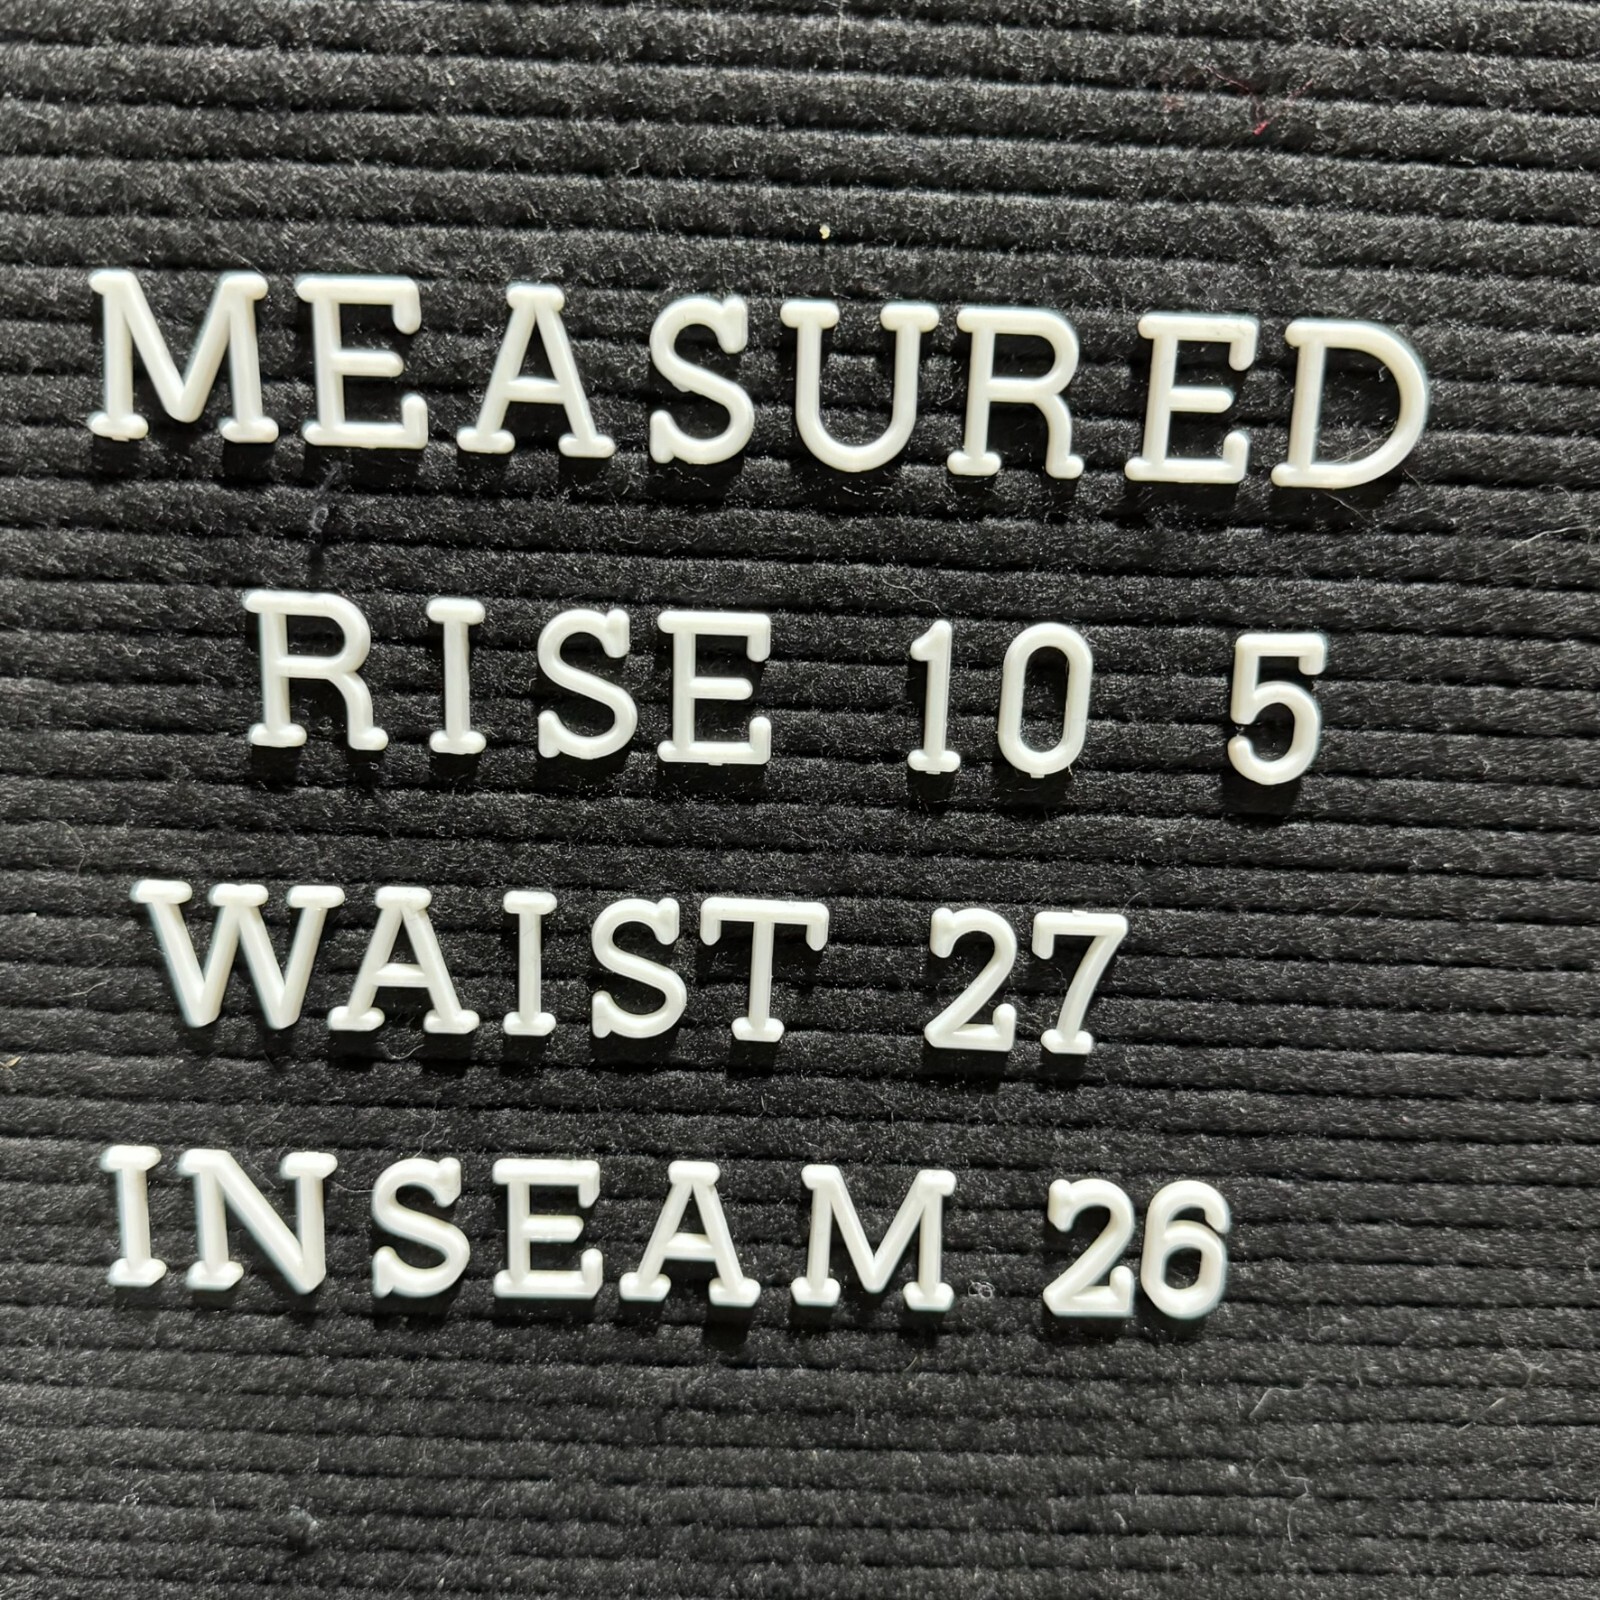 MEASURED
RISE 10 5
WAIST 27
INSEAM 26